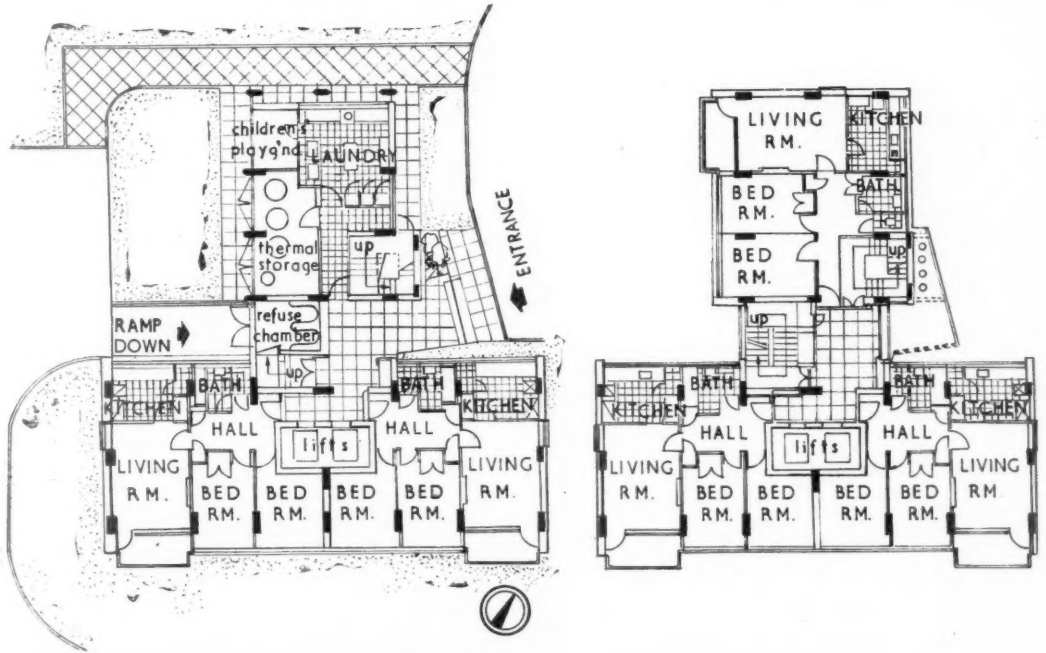 children's
playg'nd
LAUNDRY
thermal
storage
up
ENTRANCE
refuse
chamber
RAMP
DOWN
up
BATH
KITCHEN
BATH
KITCHEN
HALL
lifts
HALL
LIVING
RM.
BED
RM.
BED
RM.
BED
RM.
BED
RM.
LIVING
RM.
LIVING
RM.
KITCHEN
BED
RM.
BATH
BED
RM.
up
up
BATH
KITCHEN
BATH
KITCHEN
HALL
lifts
HALL
LIVING
RM.
BED
RM.
BED
RM.
BED
RM.
BED
RM.
LIVING
RM.